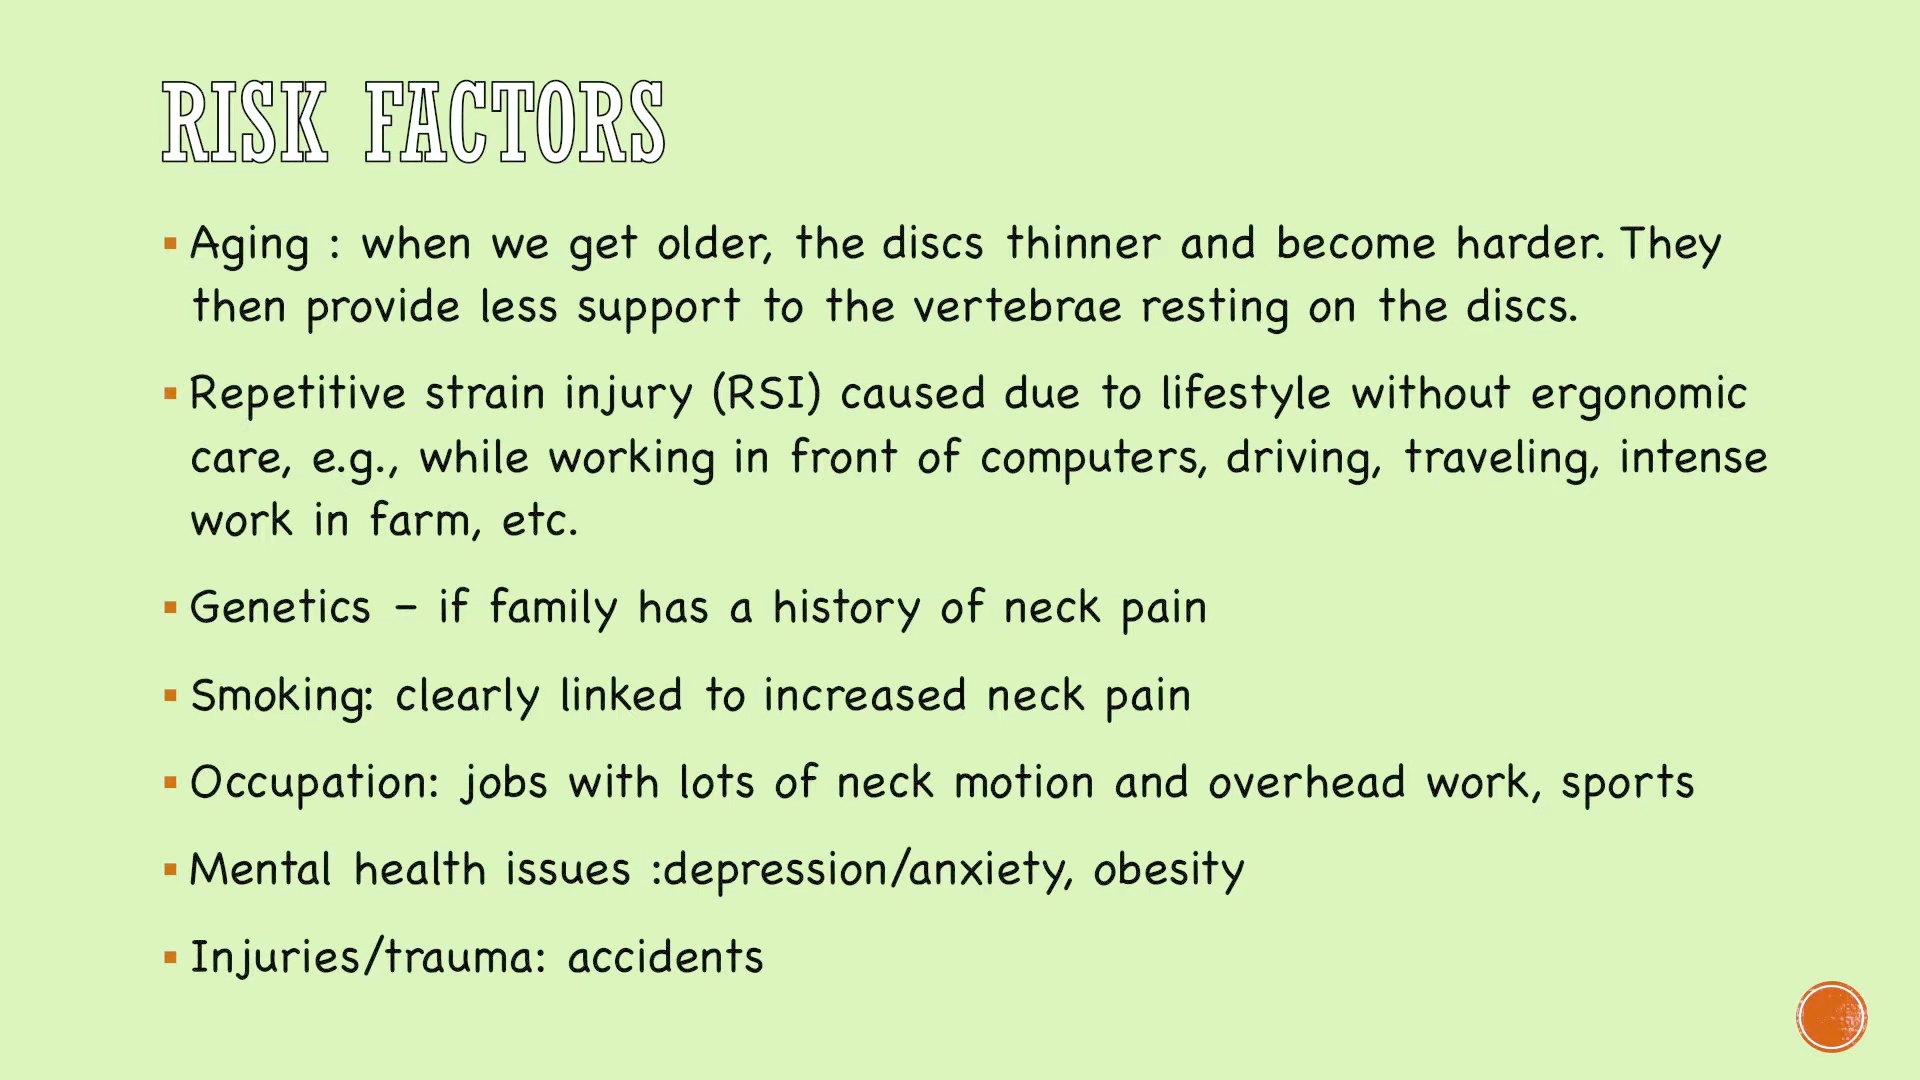 RISK FACTORS
▪ Aging : when we get older, the discs thinner and become harder. They
then provide less support to the vertebrae resting on the discs.
▪ Repetitive strain injury (RSI) caused due to lifestyle without ergonomic
care, e.g., while working in front of computers, driving, traveling, intense
work in farm, etc.
▪ Genetics – if family has a history of neck pain
▪ Smoking: clearly linked to increased neck pain
▪ Occupation: jobs with lots of neck motion and overhead work, sports
▪ Mental health issues :depression/anxiety, obesity
▪ Injuries/trauma: accidents